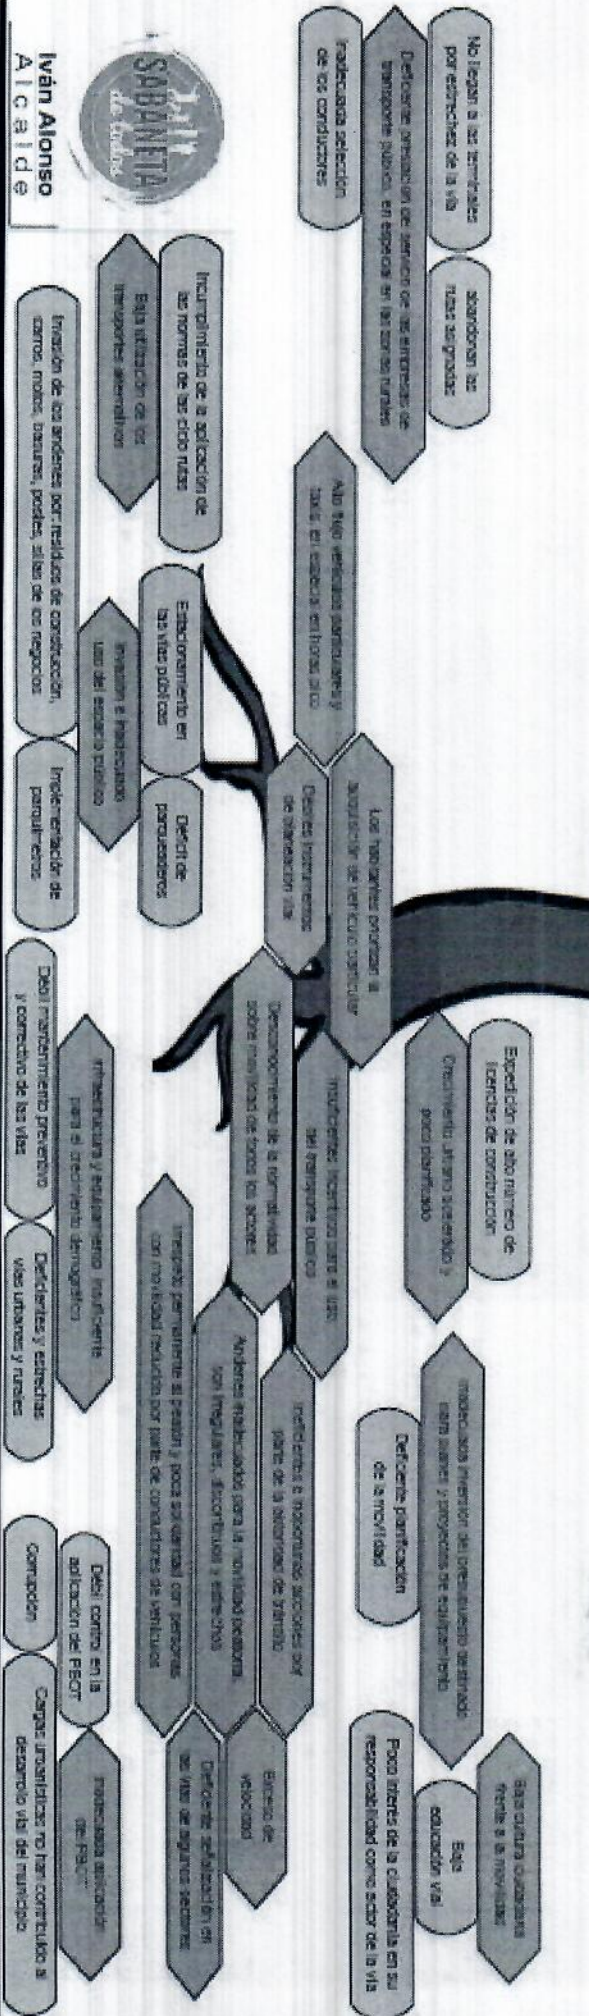 No llegan a las terminales
por estrechez de la vía
abandonan las
rutas asignadas
Deficiente prestación del servicio de las empresas de
transporte público, en especial en las zonas rurales
Inadecuada selección
de los conductores
Alto flujo vehículos particulares y
taxis, en especial en horas pico
Los habitantes priorizan la
adquisición de vehículo particular
Débiles instrumentos
de planeación vial
Expedición de alto número de
licencias de construcción
Crecimiento urbano acelerado y
poco planificado
Insuficientes incentivos para el uso
del transporte público
Desconocimiento de la normatividad
sobre movilidad de todos los actores
Inadecuada inversión del presupuesto destinado
para planes y proyectos de equipamiento
Deficiente planificación
de la movilidad
Baja cultura ciudadana
frente a la movilidad
Baja
educación vial
Poco interés de la ciudadanía en su
responsabilidad como actor de la vía
Ineficientes e inoportunas acciones por
parte de la autoridad de tránsito
Exceso de
velocidad
Andenes inadecuados para la movilidad peatonal,
son irregulares, discontinuos y estrechos
Irrespeto permanente al peatón y poca solidaridad con personas
con movilidad reducida por parte de conductores de vehículos
Deficiente señalización en
las vías de algunos sectores
Incumplimiento de la aplicación de
las normas de las ciclo rutas
Baja utilización de los
transportes alternativos
Estacionamiento en
las vías públicas
Déficit de
parqueaderos
Invasión e inadecuado
uso del espacio público
Invasión de los andenes por: residuos de construcción,
carros, motos, basuras, postes, sillas de los negocios
Implementación de
parquímetros
Infraestructura y equipamiento insuficiente
para el crecimiento demográfico
Débil mantenimiento preventivo
y correctivo de las vías
Deficientes y estrechas
vías urbanas y rurales
Débil control en la
aplicación del PBOT
Inadecuada aplicación
del PBOT
Corrupción
Cargas urbanísticas no han contribuido al
desarrollo vial del municipio
SABANETA
de todos
Iván Alonso
Alcalde